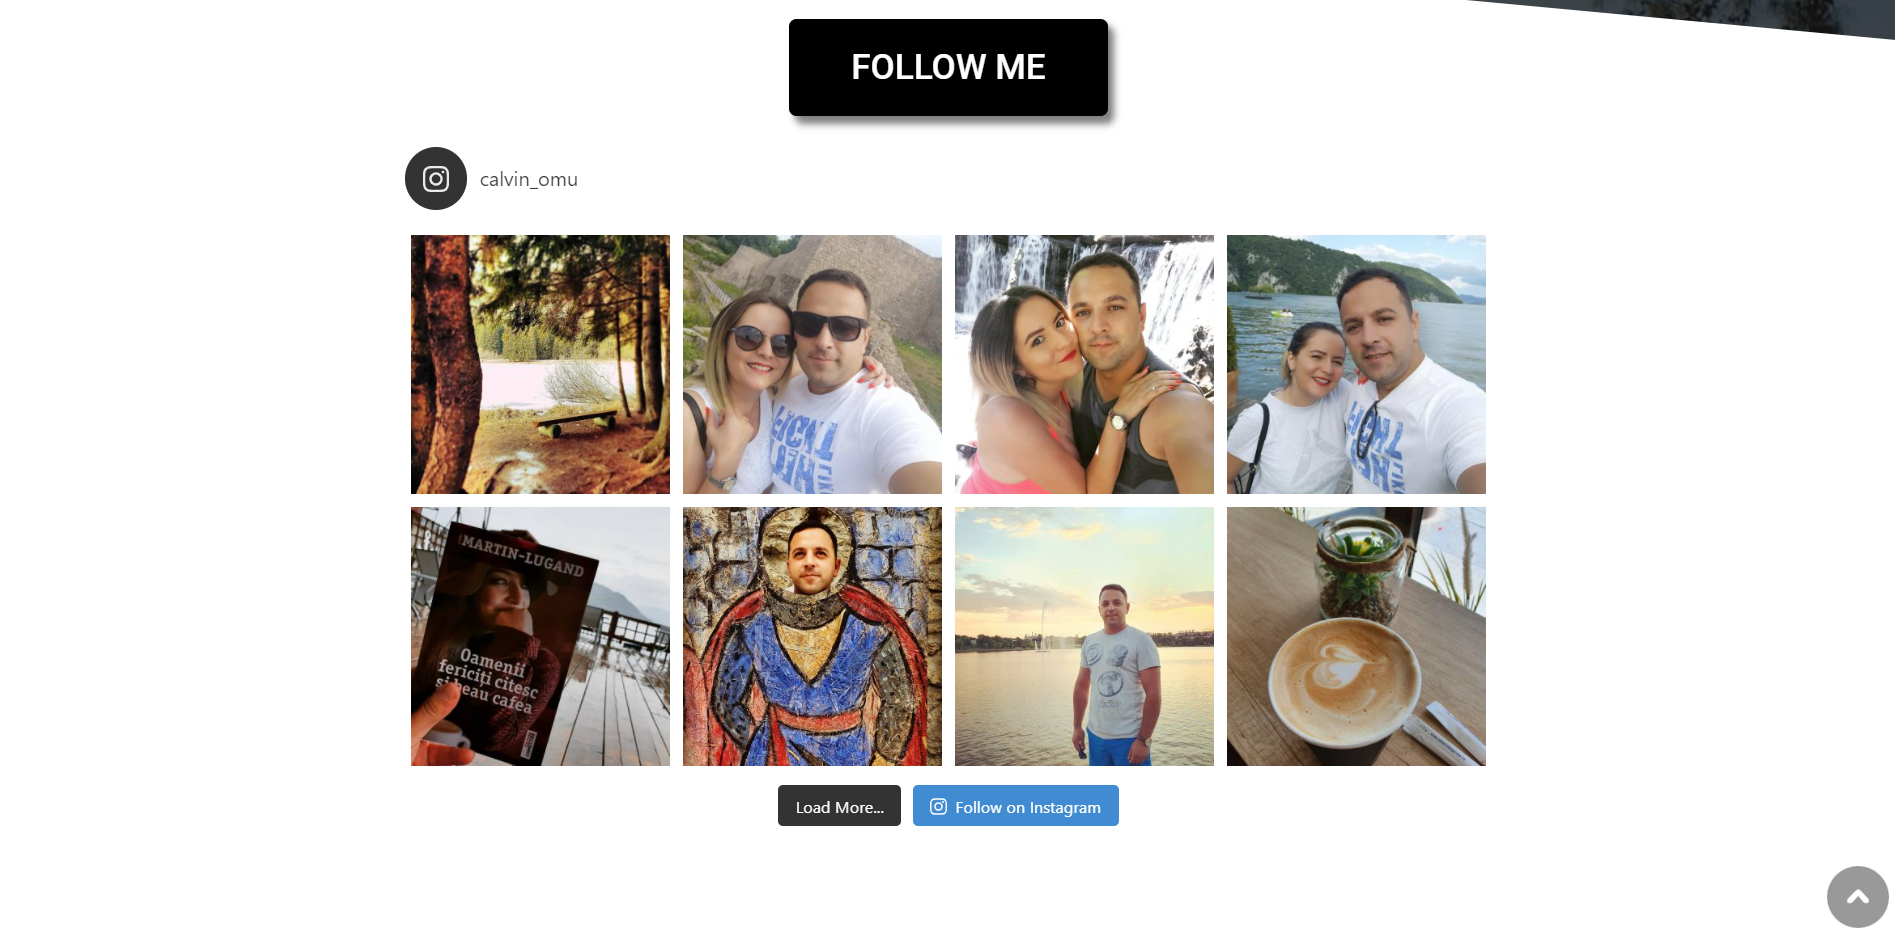 FOLLOW ME
calvin_omu
MARTIN-LUGAND
Oamenii
fericiți citesc
și beau cafea
Load More...
Follow on Instagram